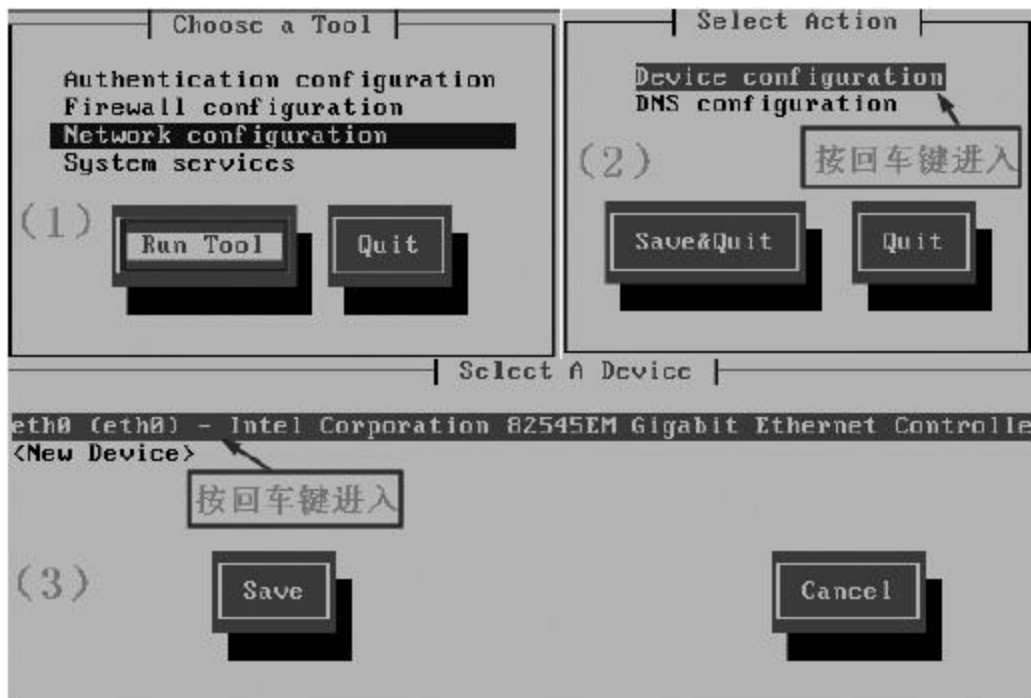 Choose a Tool
Authentication configuration
Firewall configuration
Network configuration
System services
(1)
Run Tool
Quit
Select Action
Device configuration
DNS configuration
(2)
按回车键进入
Save&Quit
Quit
Select A Device
eth0 (eth0) - Intel Corporation 82545EM Gigabit Ethernet Controlle
<New Device>
按回车键进入
(3)
Save
Cancel